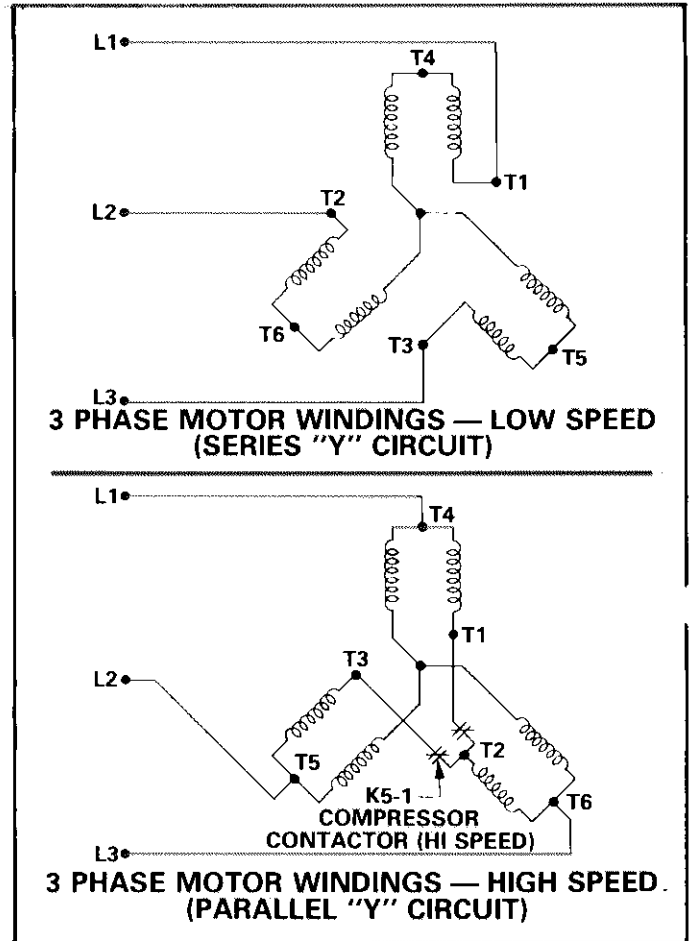 L1
T4
T1
L2
T2
T6
T3
T5
L3
3 PHASE MOTOR WINDINGS — LOW SPEED
(SERIES "Y" CIRCUIT)
L1
T4
T1
T3
L2
T2
T5
K5-1
T6
COMPRESSOR
CONTACTOR (HI SPEED)
L3
3 PHASE MOTOR WINDINGS — HIGH SPEED.
(PARALLEL "Y" CIRCUIT)